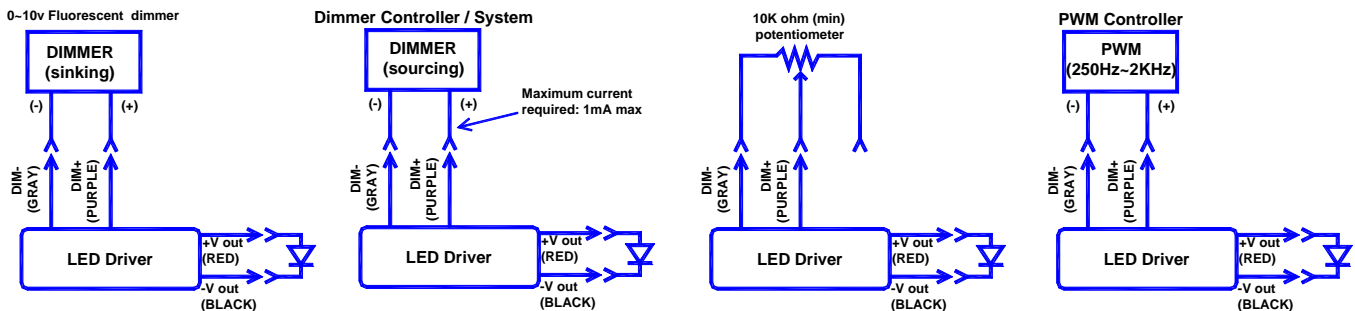 0~10v Fluorescent dimmer
DIMMER
(sinking)
(-)
(+)
DIM-
(GRAY)
DIM+
(PURPLE)
LED Driver
+V out
(RED)
-V out
(BLACK)
Dimmer Controller / System
DIMMER
(sourcing)
(-)
(+)
Maximum current
required: 1mA max
DIM-
(GRAY)
DIM+
(PURPLE)
LED Driver
+V out
(RED)
-V out
(BLACK)
10K ohm (min)
potentiometer
DIM-
(GRAY)
DIM+
(PURPLE)
LED Driver
+V out
(RED)
-V out
(BLACK)
PWM Controller
PWM
(250Hz~2KHz)
(-)
(+)
DIM-
(GRAY)
DIM+
(PURPLE)
LED Driver
+V out
(RED)
-V out
(BLACK)